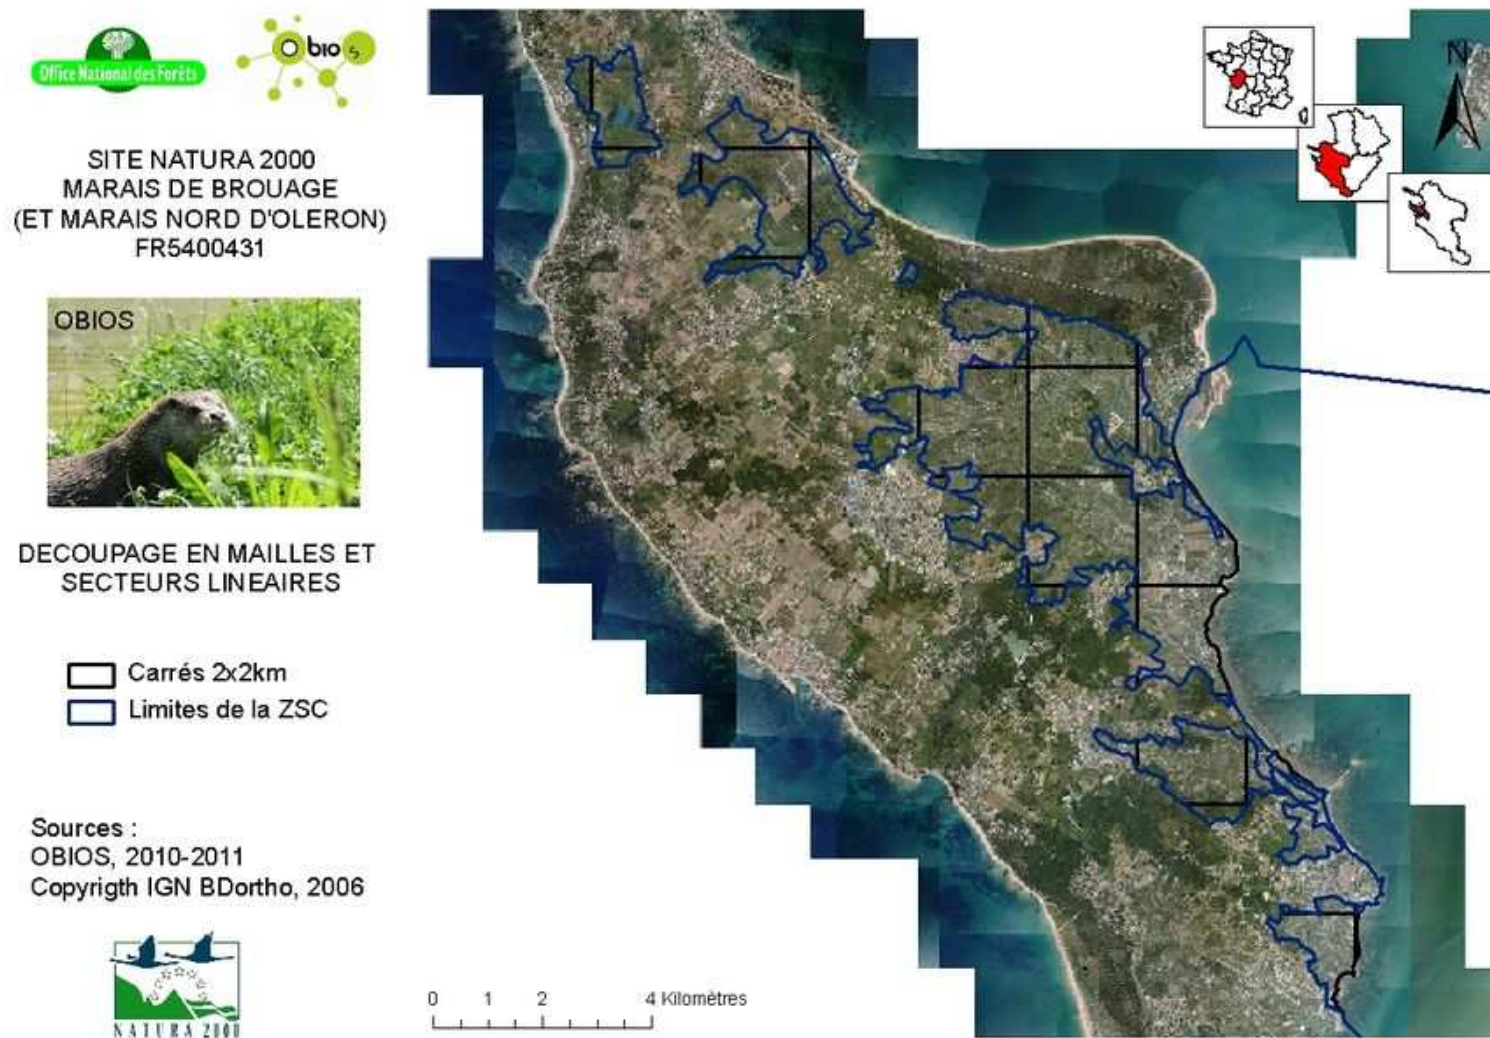 Office National des Forêts
Obios
SITE NATURA 2000
MARAIS DE BROUAGE
(ET MARAIS NORD D'OLERON)
FR5400431
OBIOS
DECOUPAGE EN MAILLES ET
SECTEURS LINEAIRES
Carrés 2x2km
Limites de la ZSC
Sources :
OBIOS, 2010-2011
Copyrigth IGN BDortho, 2006
NATURA 2000
0 1 2 4 Kilomètres
N